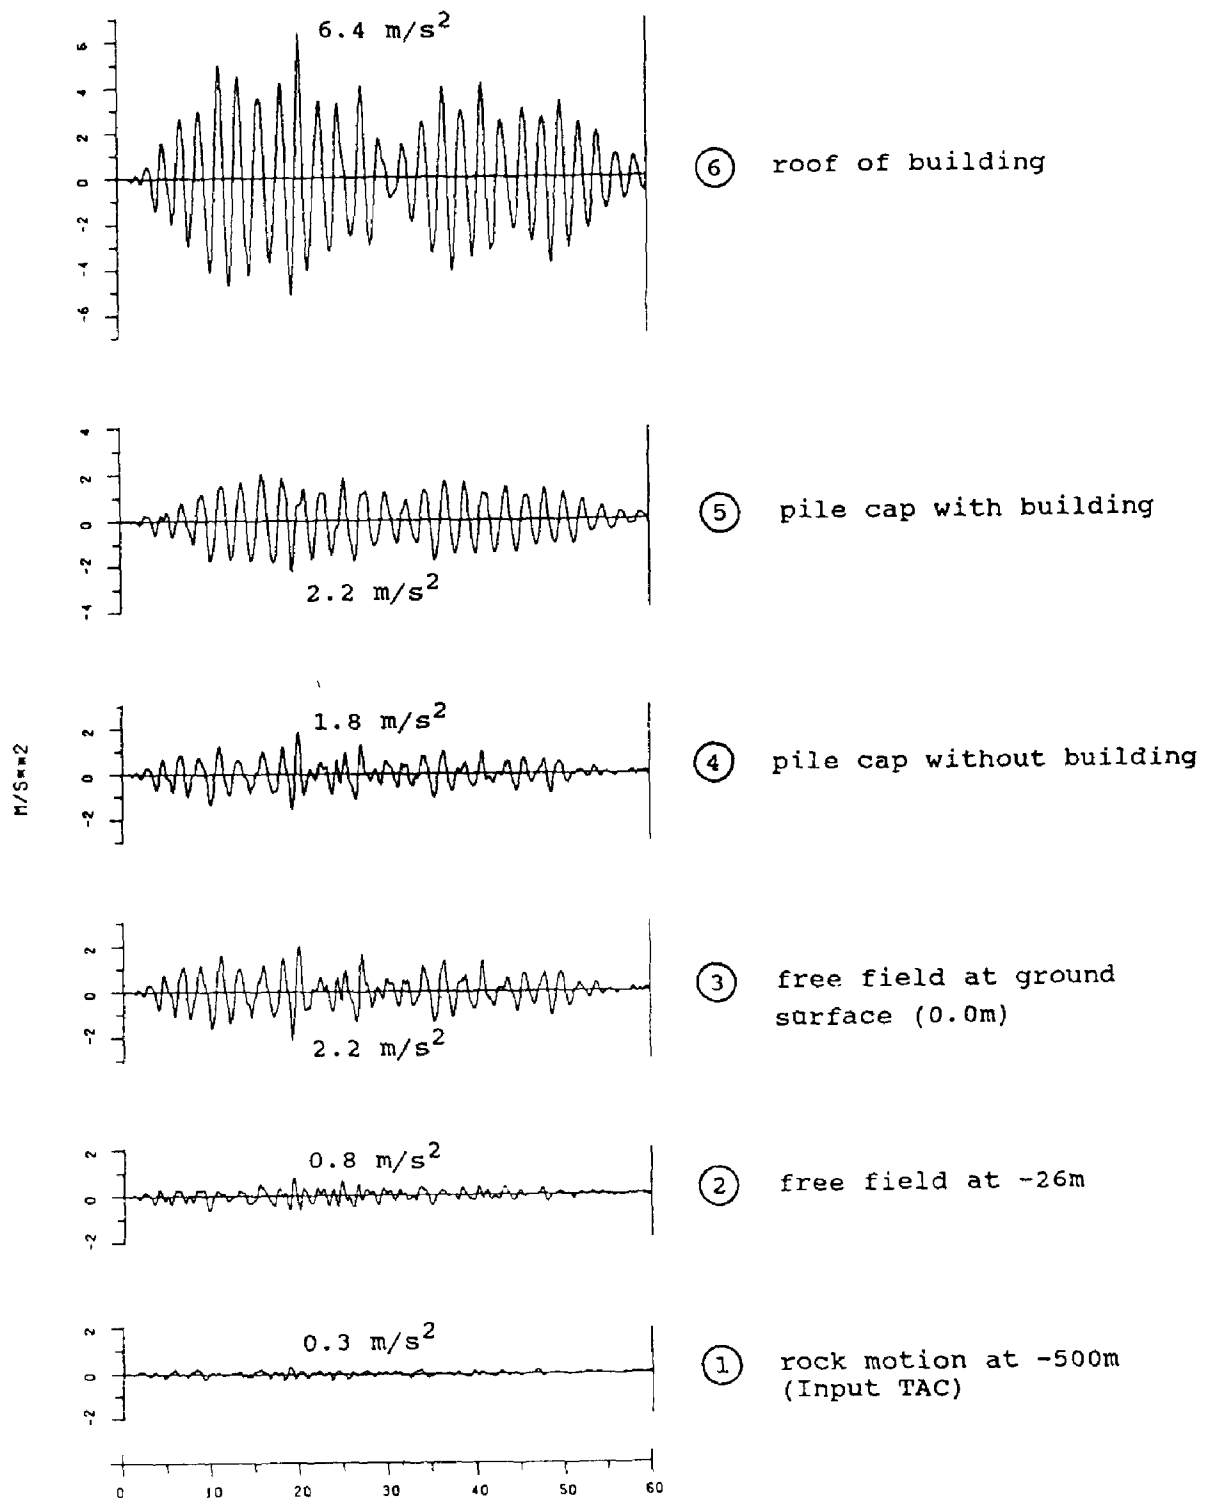 6.4 m/s²
6
4
2
0
-2
-4
-6
⑥ roof of building
4
2
0
-2
-4
2.2 m/s²
⑤ pile cap with building
1.8 m/s²
2
0
-2
④ pile cap without building
M/S**2
2
0
-2
2.2 m/s²
③ free field at ground
surface (0.0m)
0.8 m/s²
2
0
-2
② free field at -26m
0.3 m/s²
2
0
-2
① rock motion at -500m
(Input TAC)
0 10 20 30 40 50 60